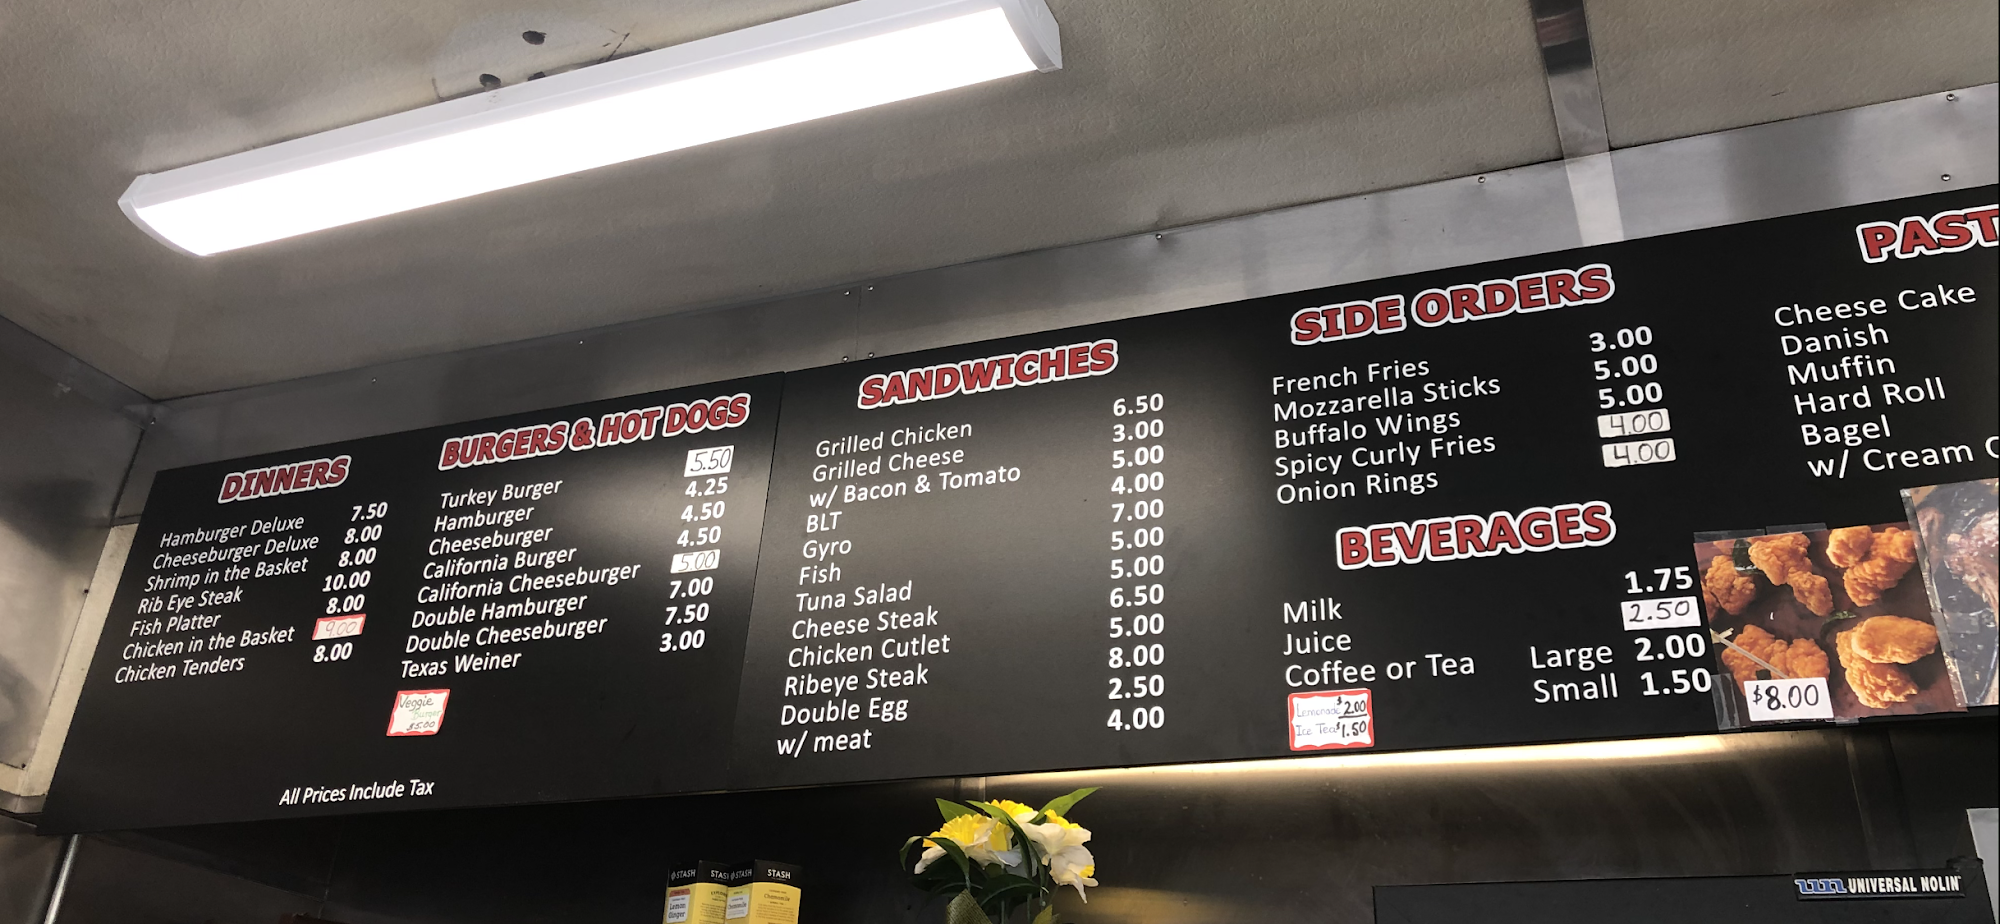 DINNERS
Hamburger Deluxe 7.50
Cheeseburger Deluxe 8.00
Shrimp in the Basket 8.00
Rib Eye Steak 10.00
Fish Platter 8.00
Chicken in the Basket 9.00
Chicken Tenders 8.00
BURGERS & HOT DOGS
Turkey Burger 5.50
Hamburger 4.25
Cheeseburger 4.50
California Burger 4.50
California Cheeseburger 5.00
Double Hamburger 7.00
Double Cheeseburger 7.50
Texas Weiner 3.00
Veggie
Burger
$5.00
All Prices Include Tax
SANDWICHES
Grilled Chicken 6.50
Grilled Cheese 3.00
w/ Bacon & Tomato 5.00
BLT 4.00
Gyro 7.00
Fish 5.00
Tuna Salad 5.00
Cheese Steak 6.50
Chicken Cutlet 5.00
Ribeye Steak 8.00
Double Egg 2.50
w/ meat 4.00
SIDE ORDERS
French Fries 3.00
Mozzarella Sticks 5.00
Buffalo Wings 5.00
Spicy Curly Fries 4.00
Onion Rings 4.00
BEVERAGES
Milk 1.75
Juice 2.50
Coffee or Tea Large 2.00
Small 1.50
Lemonade $2.00
Ice Tea $1.50
PAST
Cheese Cake
Danish
Muffin
Hard Roll
Bagel
w/ Cream C
$8.00
STASH STASH STASH STASH
Lemon
Ginger
UNIVERSAL NOLIN